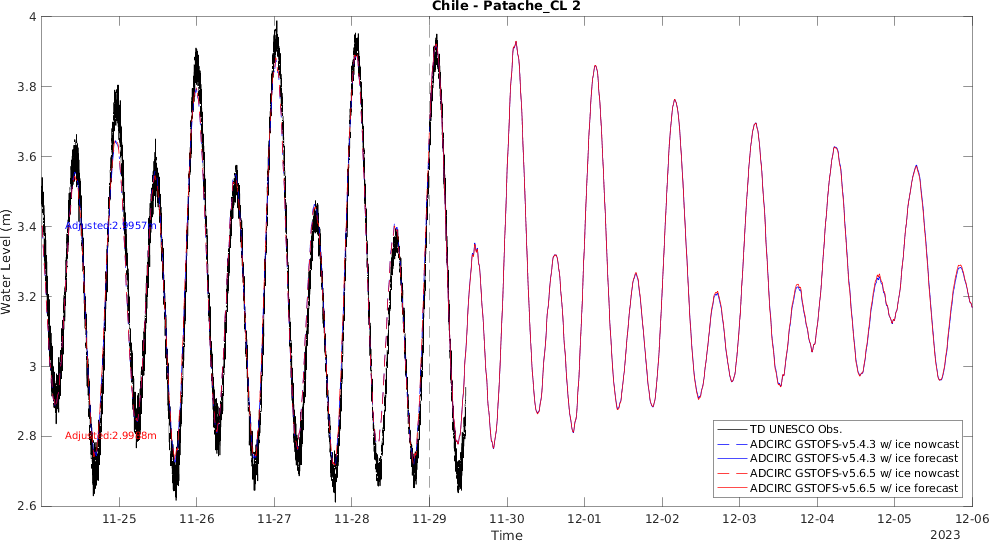 Chile - Patache_CL 2
4
3.8
3.6
3.4
3.2
3
2.8
2.6
Water Level (m)
Adjusted:2.9957m
Adjusted:2.9988m
TD UNESCO Obs.
ADCIRC GSTOFS-v5.4.3 w/ ice nowcast
ADCIRC GSTOFS-v5.4.3 w/ ice forecast
ADCIRC GSTOFS-v5.6.5 w/ ice nowcast
ADCIRC GSTOFS-v5.6.5 w/ ice forecast
11-25 11-26 11-27 11-28 11-29 11-30 12-01 12-02 12-03 12-04 12-05 12-06
Time
2023